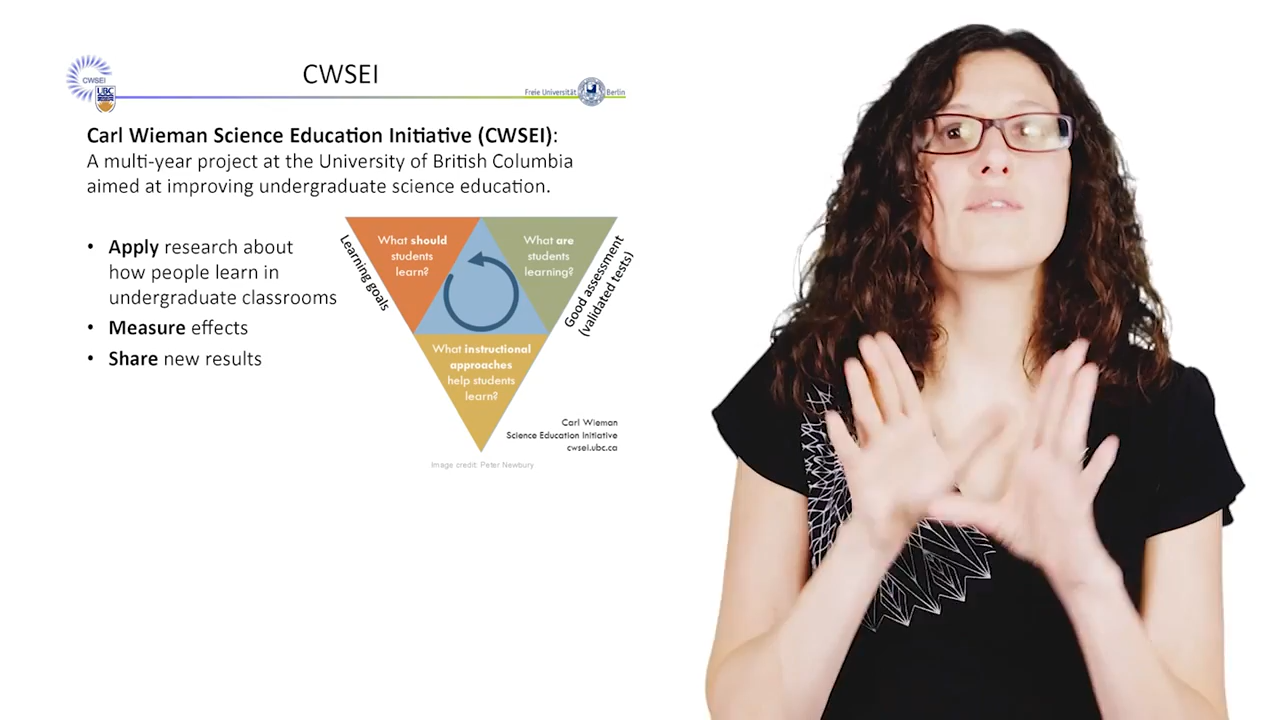 CWSEI
CWSEI
UBC
Freie Universität Berlin
Carl Wieman Science Education Initiative (CWSEI):
A multi-year project at the University of British Columbia
aimed at improving undergraduate science education.
• Apply research about
how people learn in
undergraduate classrooms
• Measure effects
• Share new results
Learning goals
What should
students
learn?
What are
students
learning?
Good assessment
(validated tests)
What instructional
approaches
help students
learn?
Carl Wieman
Science Education Initiative
cwsei.ubc.ca
Image credit: Peter Newbury